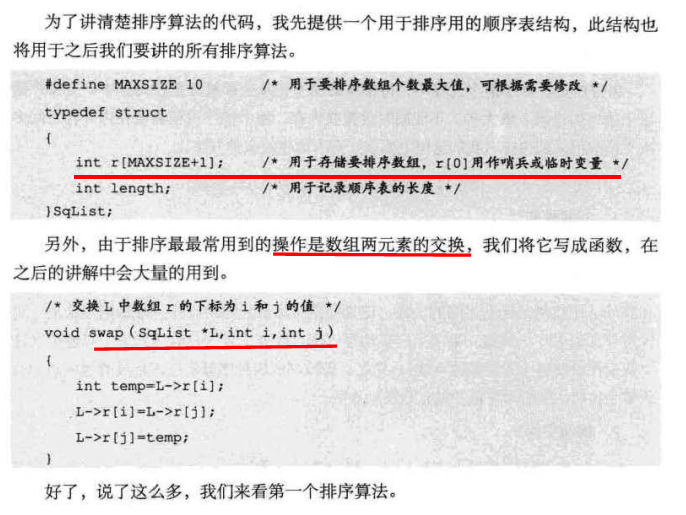 为了讲清楚排序算法的代码，我先提供一个用于排序用的顺序表结构，此结构也
将用于之后我们要讲的所有排序算法。
#define MAXSIZE 10 /* 用于要排序数组个数最大值，可根据需要修改 */
typedef struct
{
int r[MAXSIZE+1]; /* 用于存储要排序数组，r[0]用作哨兵或临时变量 */
int length; /* 用于记录顺序表的长度 */
}SqList;
另外，由于排序最最常用到的操作是数组两元素的交换，我们将它写成函数，在
之后的讲解中会大量的用到。
/* 交换L中数组r的下标为i和j的值 */
void swap(SqList *L,int i,int j)
{
int temp=L->r[i];
L->r[i]=L->r[j];
L->r[j]=temp;
}
好了，说了这么多，我们来看第一个排序算法。